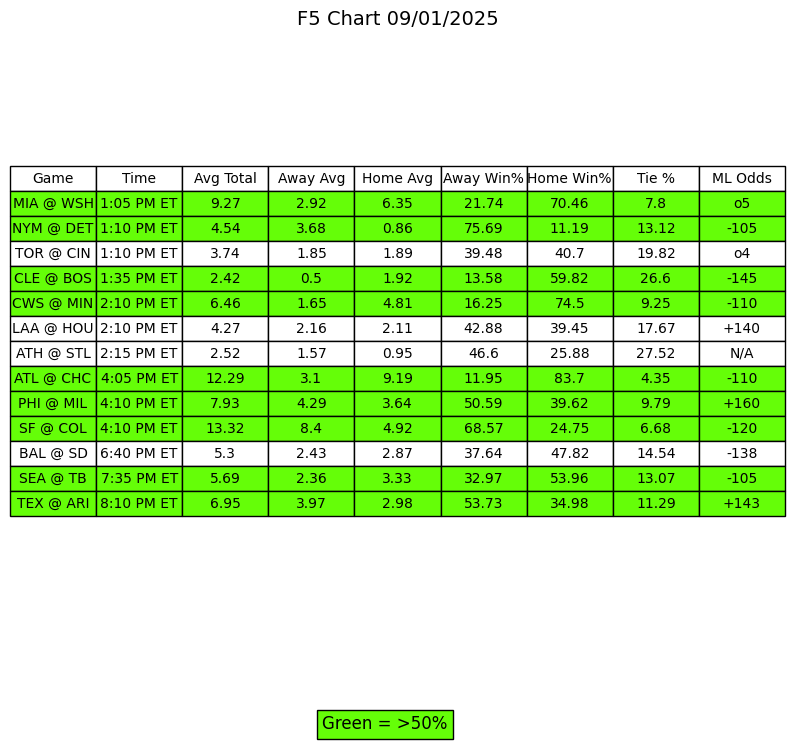 F5 Chart 09/01/2025
Game Time Avg Total Away Avg Home Avg Away Win% Home Win% Tie % ML Odds
MIA @ WSH 1:05 PM ET 9.27 2.92 6.35 21.74 70.46 7.8 o5
NYM @ DET 1:10 PM ET 4.54 3.68 0.86 75.69 11.19 13.12 -105
TOR @ CIN 1:10 PM ET 3.74 1.85 1.89 39.48 40.7 19.82 o4
CLE @ BOS 1:35 PM ET 2.42 0.5 1.92 13.58 59.82 26.6 -145
CWS @ MIN 2:10 PM ET 6.46 1.65 4.81 16.25 74.5 9.25 -110
LAA @ HOU 2:10 PM ET 4.27 2.16 2.11 42.88 39.45 17.67 +140
ATH @ STL 2:15 PM ET 2.52 1.57 0.95 46.6 25.88 27.52 N/A
ATL @ CHC 4:05 PM ET 12.29 3.1 9.19 11.95 83.7 4.35 -110
PHI @ MIL 4:10 PM ET 7.93 4.29 3.64 50.59 39.62 9.79 +160
SF @ COL 4:10 PM ET 13.32 8.4 4.92 68.57 24.75 6.68 -120
BAL @ SD 6:40 PM ET 5.3 2.43 2.87 37.64 47.82 14.54 -138
SEA @ TB 7:35 PM ET 5.69 2.36 3.33 32.97 53.96 13.07 -105
TEX @ ARI 8:10 PM ET 6.95 3.97 2.98 53.73 34.98 11.29 +143
Green = >50%